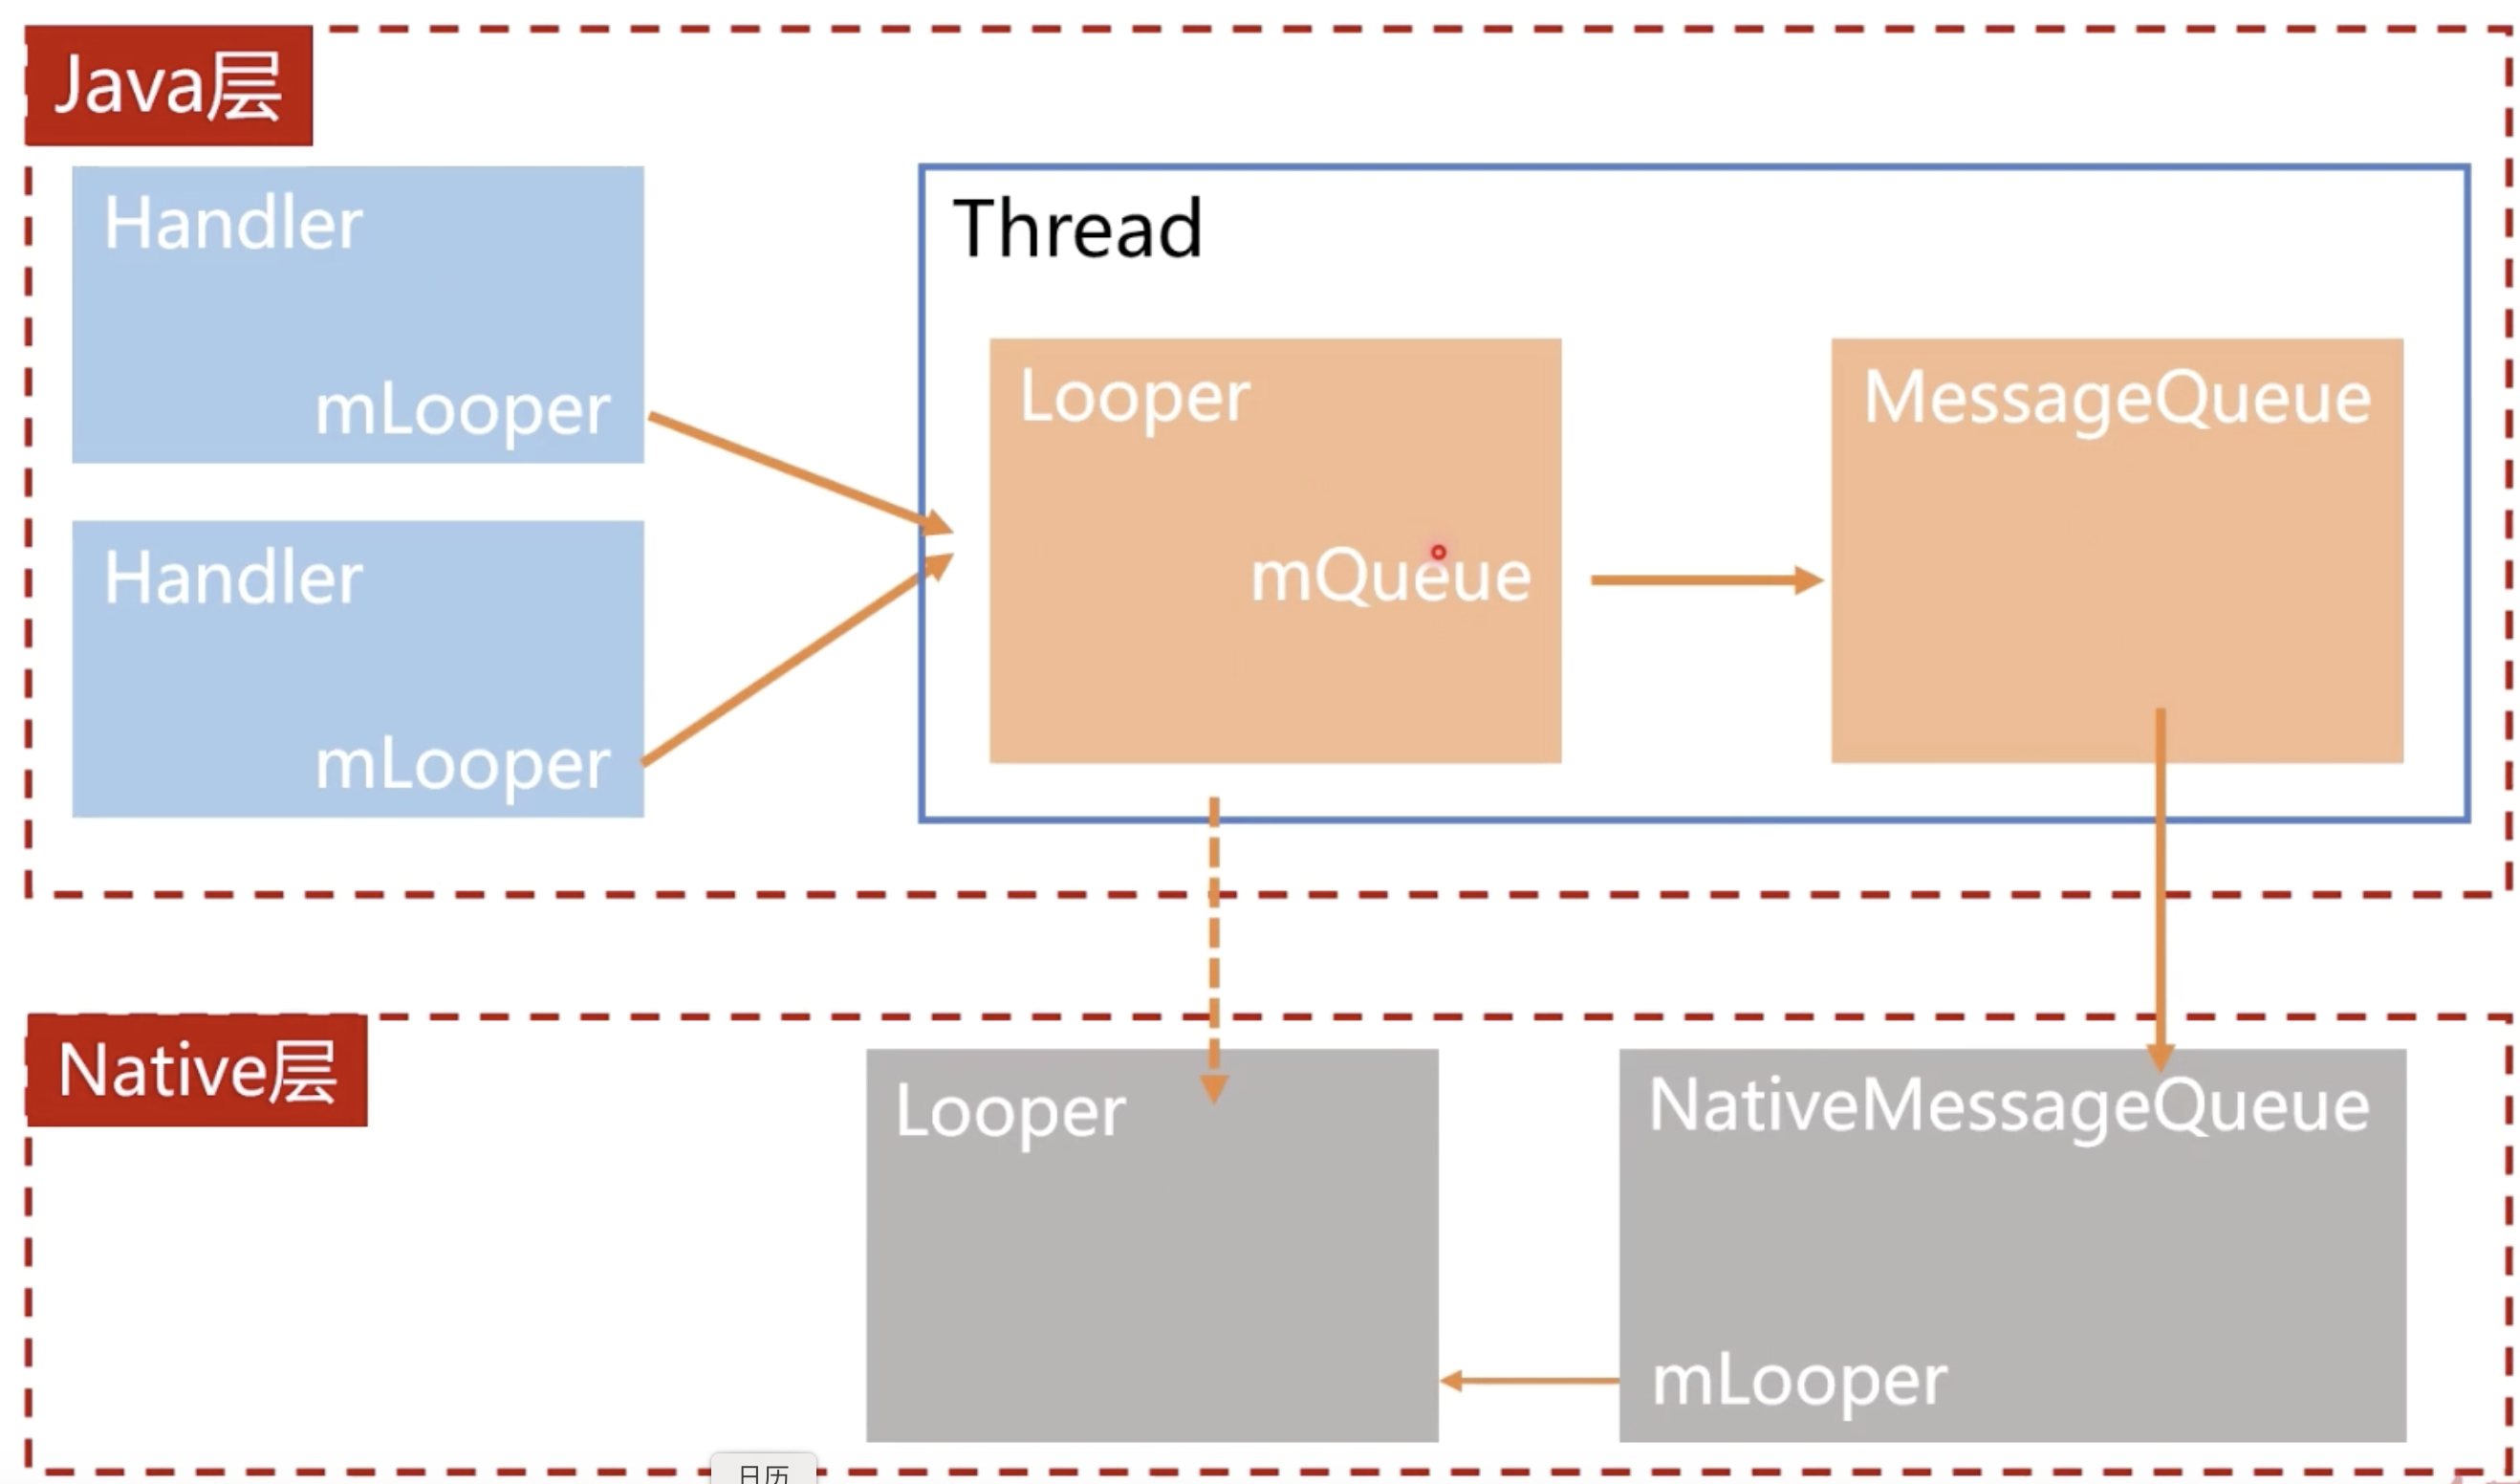 Java层
Handler
mLooper
Handler
mLooper
Thread
Looper
mQueue
MessageQueue
Native层
Looper
NativeMessageQueue
mLooper
日历